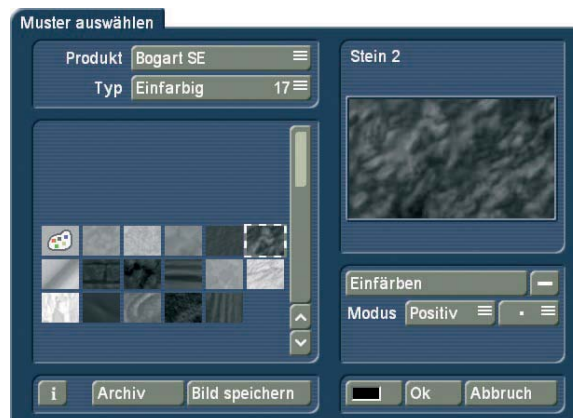 Muster auswählen
Produkt Bogart SE
Typ Einfarbig 17
Stein 2
Einfärben
Modus Positiv
i Archiv Bild speichern
Ok Abbruch